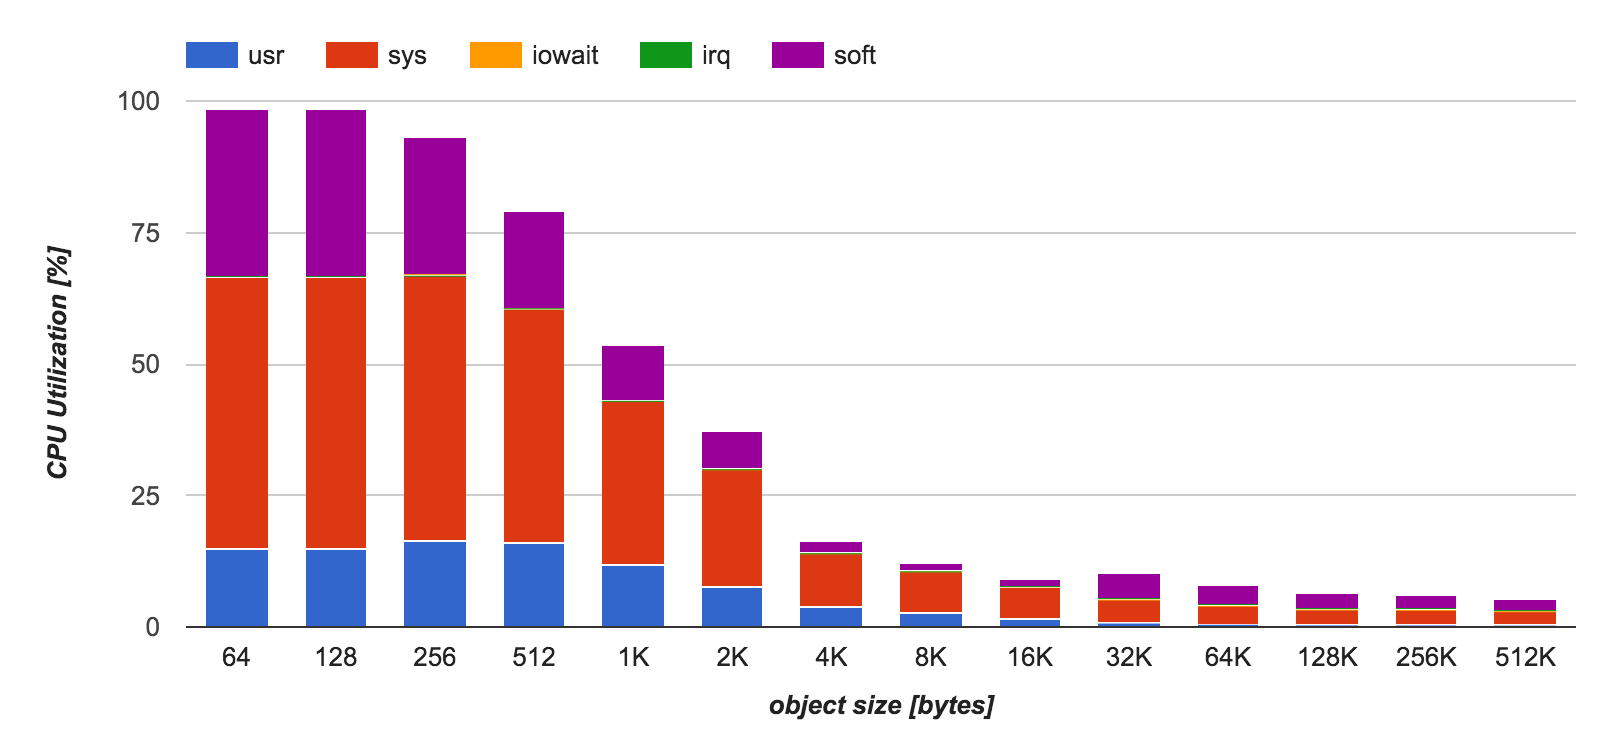 usr sys iowait irq soft
100
75
50
25
0
CPU Utilization [%]
64 128 256 512 1K 2K 4K 8K 16K 32K 64K 128K 256K 512K
object size [bytes]